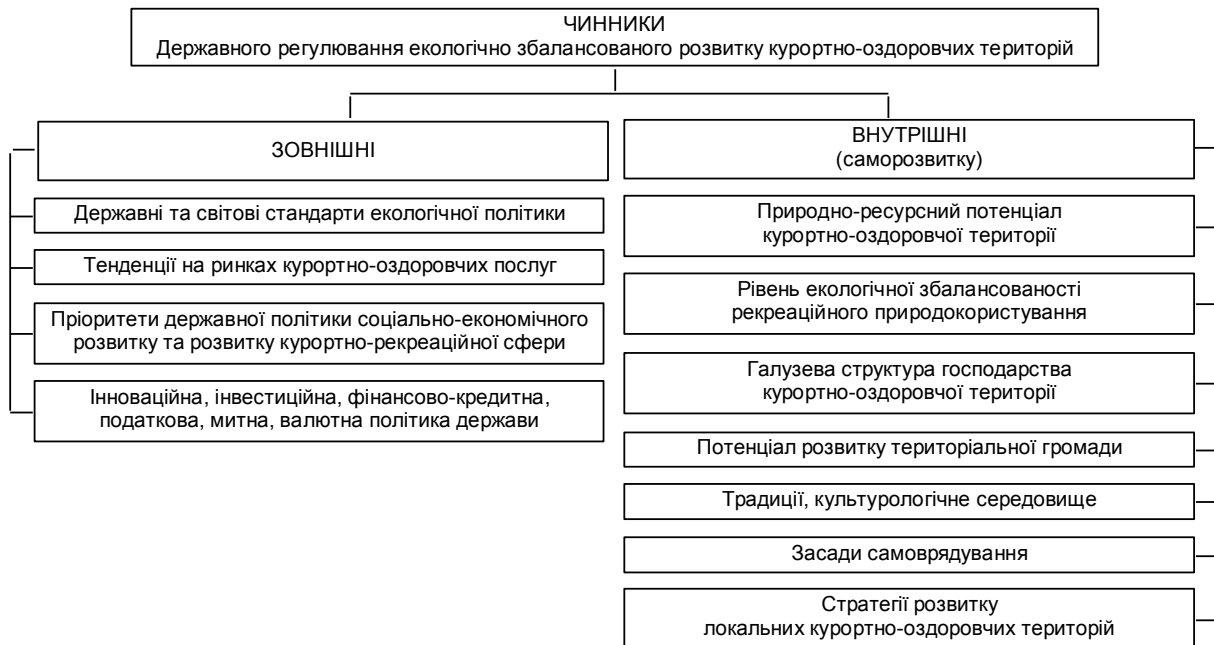 ЧИННИКИ
Державного регулювання екологічно збалансованого розвитку курортно-оздоровчих територій
ЗОВНІШНІ
Державні та світові стандарти екологічної політики
Тенденції на ринках курортно-оздоровчих послуг
Пріоритети державної політики соціально-економічного
розвитку та розвитку курортно-рекреаційної сфери
Інноваційна, інвестиційна, фінансово-кредитна,
податкова, митна, валютна політика держави
ВНУТРІШНІ
(саморозвитку)
Природно-ресурсний потенціал
курортно-оздоровчої території
Рівень екологічної збалансованості
рекреаційного природокористування
Галузева структура господарства
курортно-оздоровчої території
Потенціал розвитку територіальної громади
Традиції, культурологічне середовище
Засади самоврядування
Стратегії розвитку
локальних курортно-оздоровчих територій